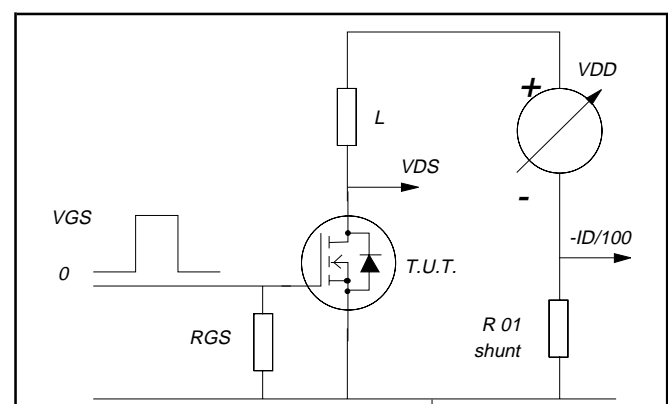 VDD
+
L
VDS
-
VGS
-ID/100
0
T.U.T.
RGS
R 01
shunt